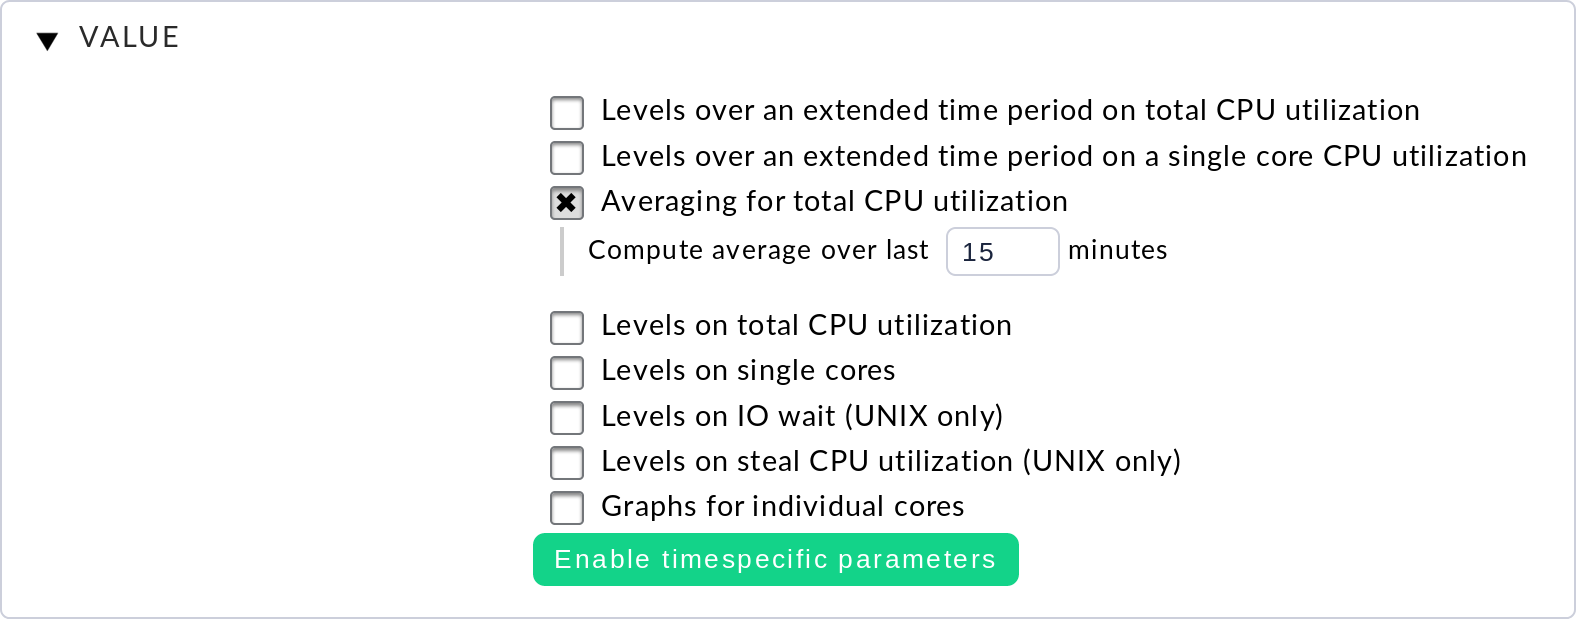 VALUE
Levels over an extended time period on total CPU utilization
Levels over an extended time period on a single core CPU utilization
Averaging for total CPU utilization
Compute average over last 15 minutes
Levels on total CPU utilization
Levels on single cores
Levels on IO wait (UNIX only)
Levels on steal CPU utilization (UNIX only)
Graphs for individual cores
Enable timespecific parameters